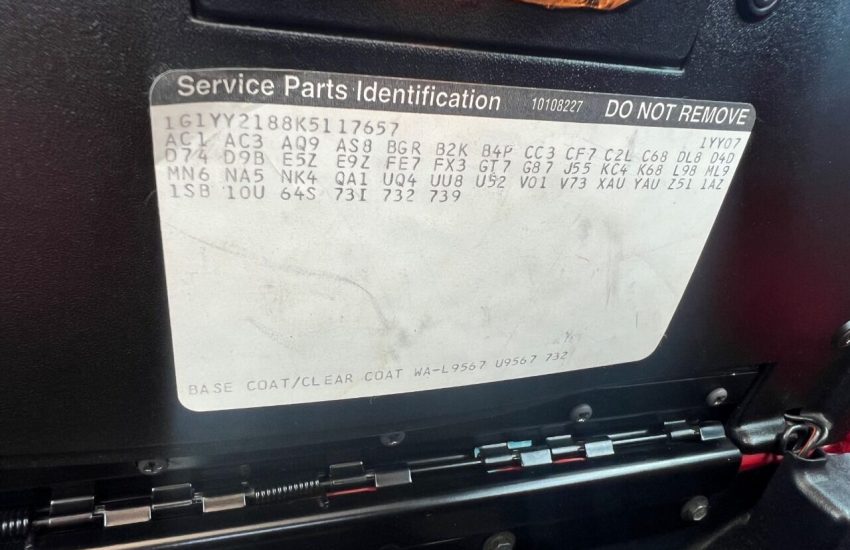 Service Parts Identification 10108227 DO NOT REMOVE
1G1YY2188K5117657 1YY07
AC1 AC3 AQ9 AS8 BGR B2K B4P CC3 CF7 C2L C68 DL8 D4D
D74 D9B E5Z E9Z FE7 FX3 GT7 G87 J55 KC4 K68 L98 ML9
MN6 NA5 NK4 QA1 UQ4 UU8 U52 V01 V73 XAU YAU Z51 1AZ
1SB 10U 64S 73I 732 739
BASE COAT/CLEAR COAT WA-L9567 U9567 732